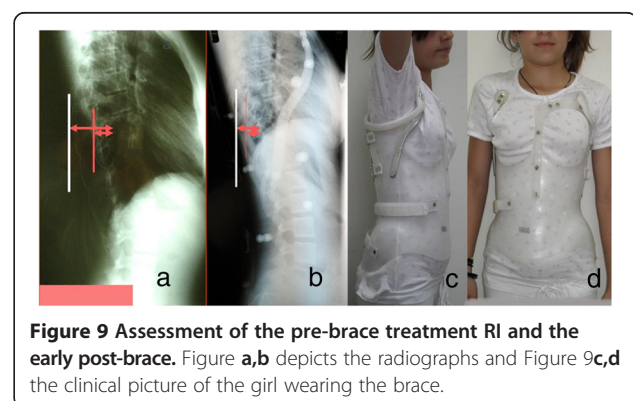 a
b
c
d
Figure 9 Assessment of the pre-brace treatment RI and the
early post-brace. Figure a,b depicts the radiographs and Figure 9c,d
the clinical picture of the girl wearing the brace.